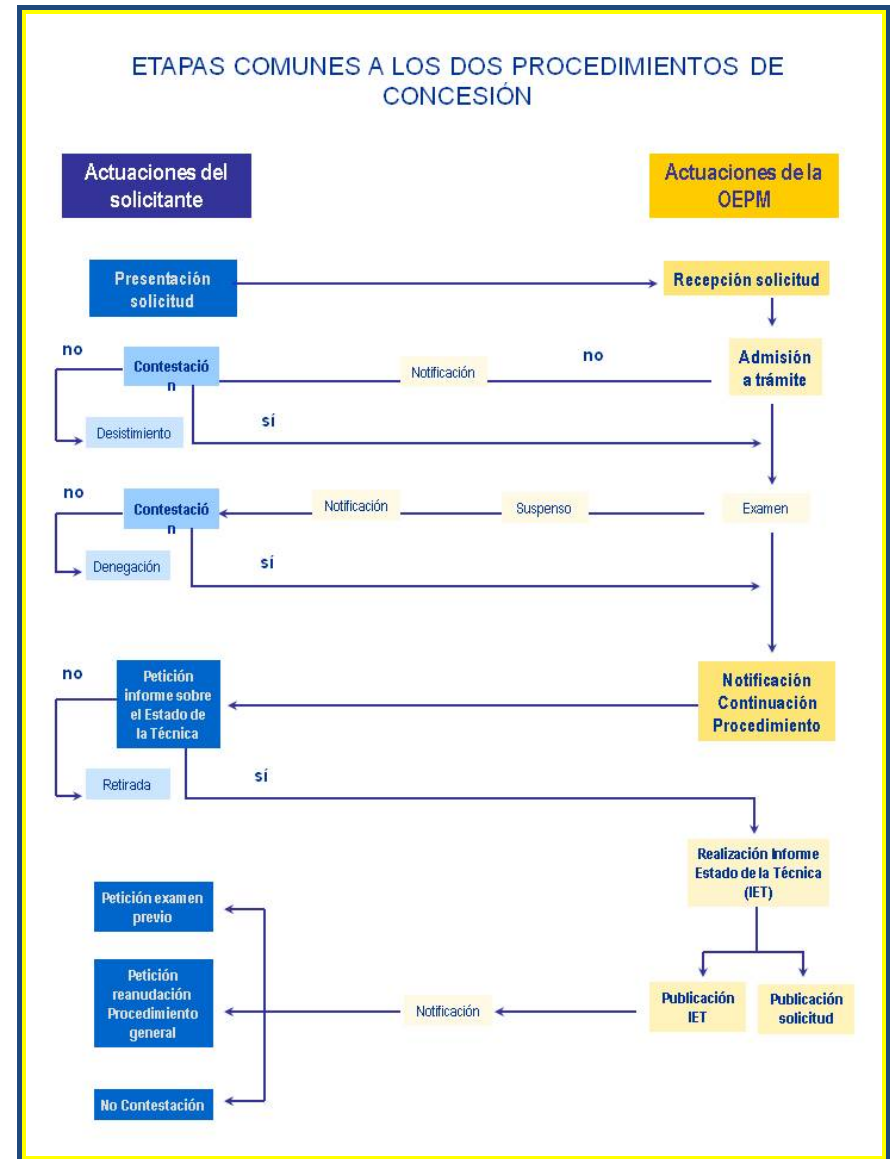 ETAPAS COMUNES A LOS DOS PROCEDIMIENTOS DE
CONCESIÓN
Actuaciones del
solicitante
Actuaciones de la
OEPM
Presentación
solicitud
Recepción solicitud
no
Contestació
n
Notificación
no
Admisión
a trámite
Desistimiento
sí
no
Contestació
n
Notificación
Suspenso
Examen
Denegación
sí
no
Petición
informe sobre
el Estado de
la Técnica
Notificación
Continuación
Procedimiento
Retirada
sí
Realización Informe
Estado de la Técnica
(IET)
Petición examen
previo
Petición
reanudación
Procedimiento
general
Notificación
Publicación
IET
Publicación
solicitud
No Contestación